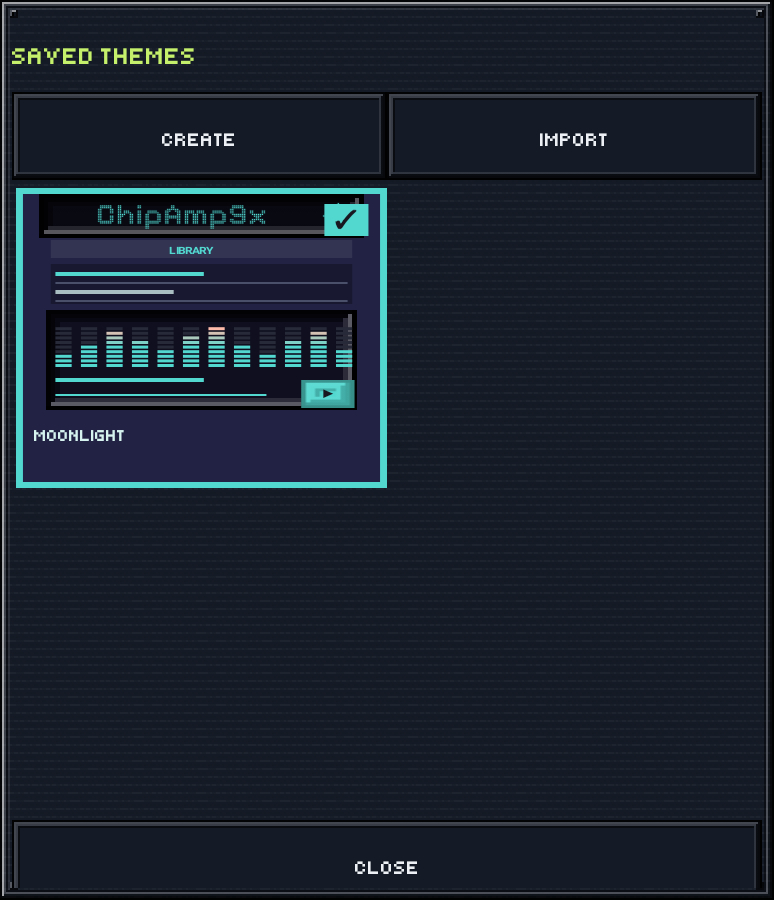 SAVED THEMES
CREATE
IMPORT
ChipAmp9x
LIBRARY
MOONLIGHT
CLOSE